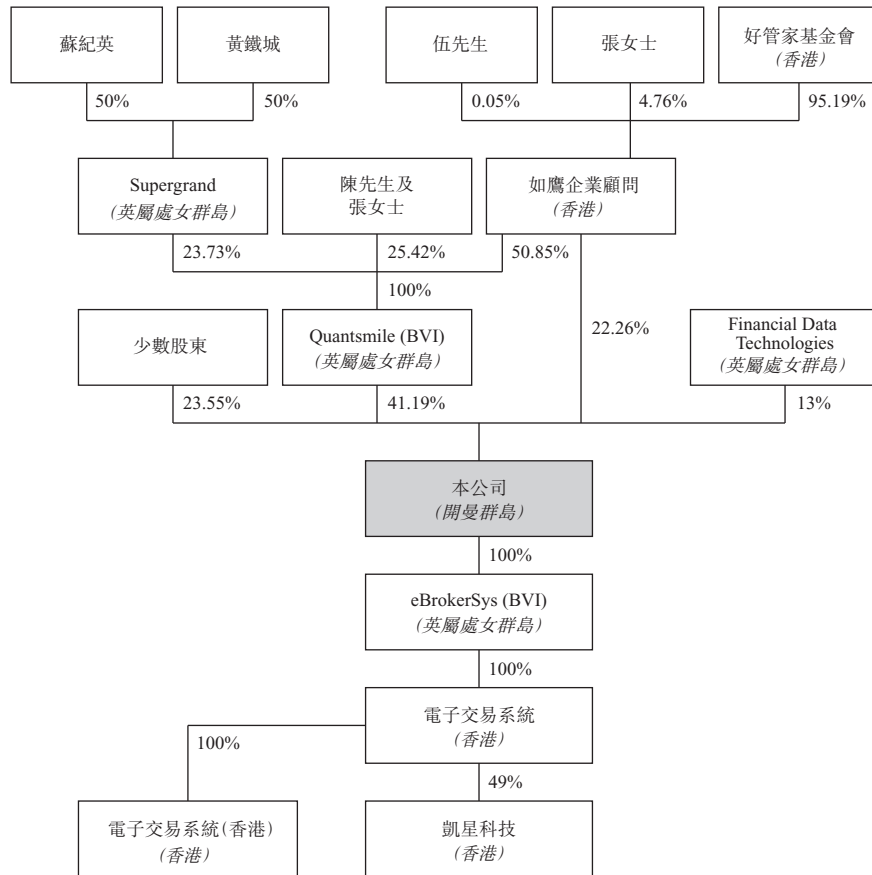 蘇紀英
黃鐵城
伍先生
張女士
好管家基金會
(香港)
50%
50%
0.05%
4.76%
95.19%
Supergrand
(英屬處女群島)
陳先生及
張女士
如鷹企業顧問
(香港)
23.73%
25.42%
50.85%
100%
少數股東
Quantsmile (BVI)
(英屬處女群島)
22.26%
Financial Data
Technologies
(英屬處女群島)
23.55%
41.19%
13%
本公司
(開曼群島)
100%
eBrokerSys (BVI)
(英屬處女群島)
100%
電子交易系統
(香港)
100%
49%
電子交易系統(香港)
(香港)
凱星科技
(香港)